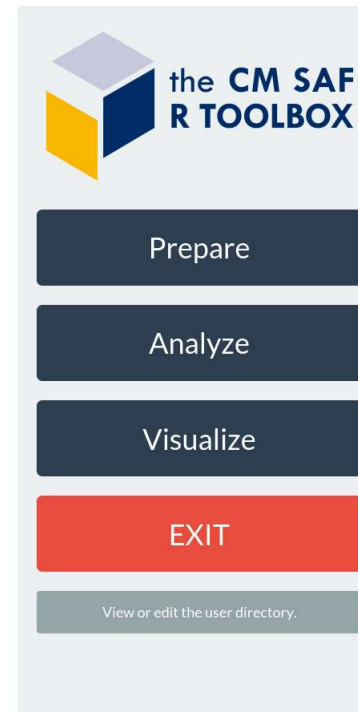 the CM SAF
R TOOLBOX
Prepare
Analyze
Visualize
EXIT
View or edit the user directory.